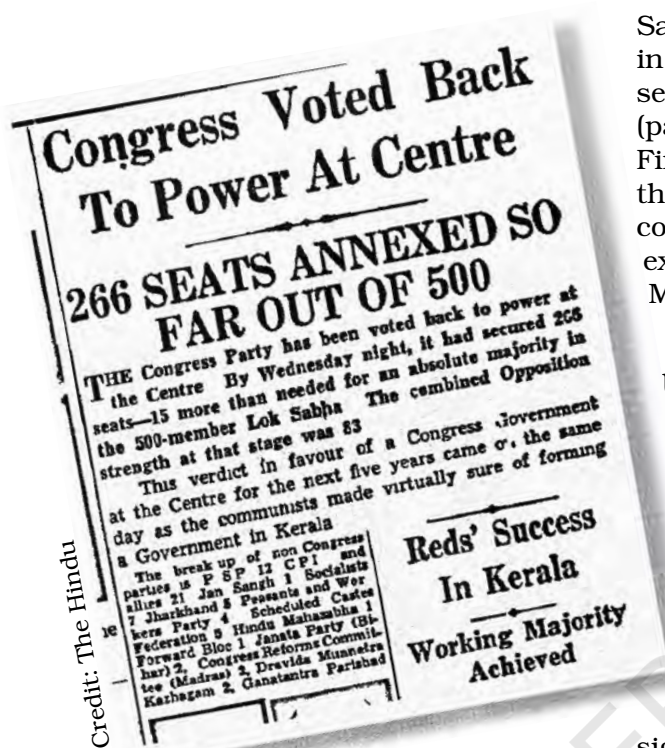 Congress Voted Back
To Power At Centre
266 SEATS ANNEXED SO
FAR OUT OF 500
THE Congress Party has been voted back to power at
the Centre By Wednesday night, it had secured 266
seats—15 more than needed for an absolute majority in
the 500-member Lok Sabha The combined Opposition
strength at that stage was 83
This verdict in favour of a Congress Government
at the Centre for the next five years came on the same
day as the communists made virtually sure of forming
a Government in Kerala
The break up of non Congress
parties is P S P 12 C P I and
allies 21 Jan Sangh 1 Socialists
7 Jharkhand 5 Peasants and Wor
kers Party 4 Scheduled Castes
Federation 5 Hindu Mahasabha 1
Forward Bloc 1 Janata Party (Bi-
har) 2, Congress Reforms Commit-
tee (Madras) 2, Dravida Munnetra
Kazhagam 2, Ganatantra Parishad
Reds' Success
In Kerala
Working Majority
Achieved
Credit: The Hindu
Sa
in
se
(pa
Fir
th
co
ex
M
sis